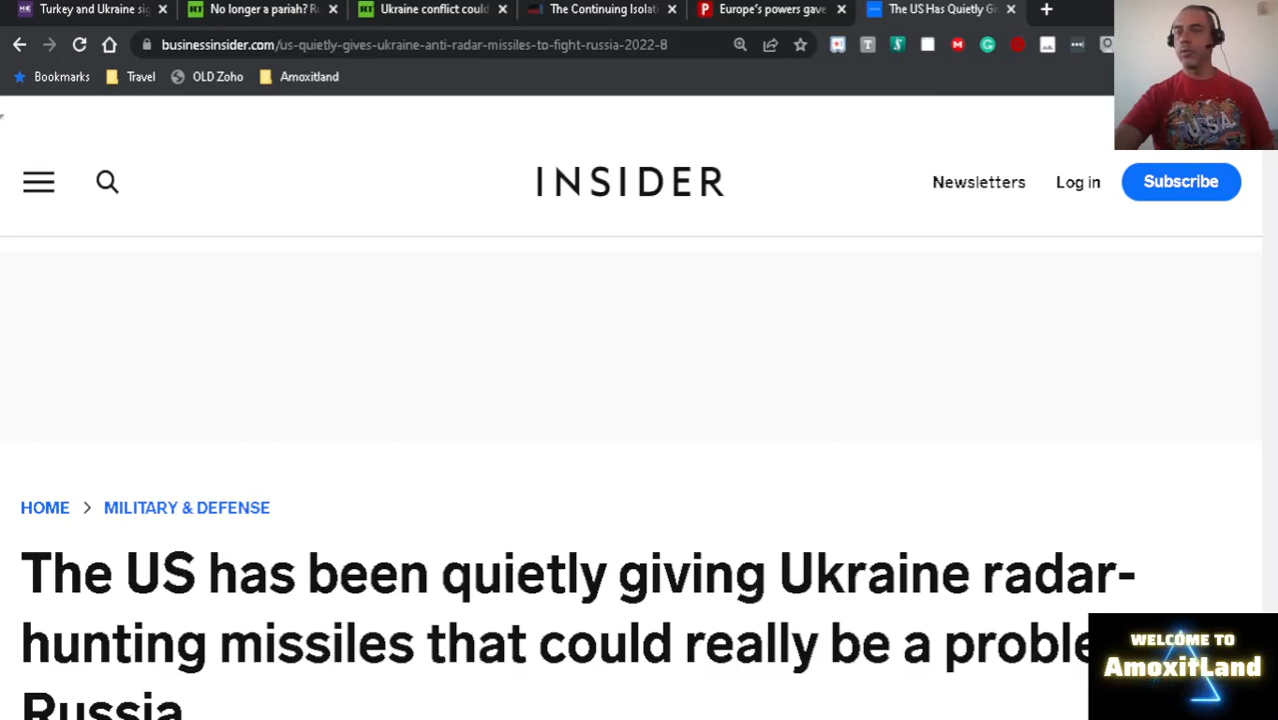 Turkey and Ukraine sig
No longer a pariah? R
Ukraine conflict could
The Continuing Isolat
Europe's powers gave
The US Has Quietly Gi
businessinsider.com/us-quietly-gives-ukraine-anti-radar-missiles-to-fight-russia-2022-8
Bookmarks
Travel
OLD Zoho
Amoxitland
USA
INSIDER
Newsletters
Log in
Subscribe
HOME > MILITARY & DEFENSE
The US has been quietly giving Ukraine radar-
hunting missiles that could really be a proble
Russia
WELCOME TO
AmoxitLand